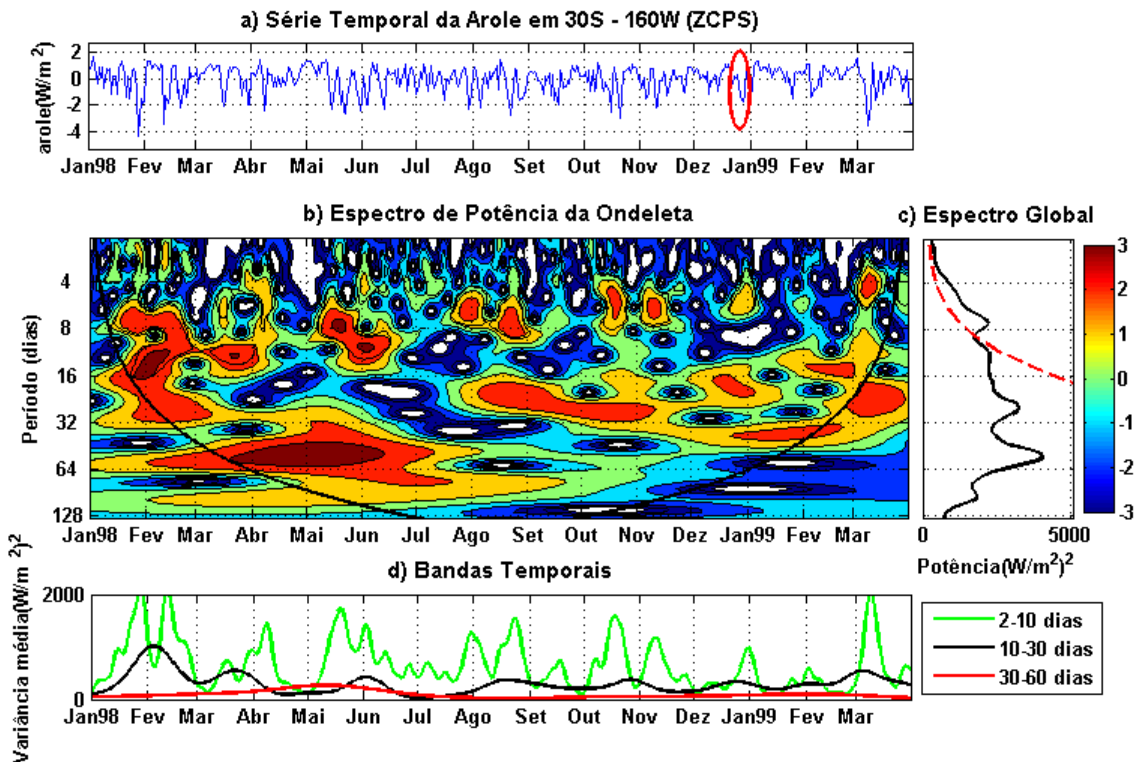 a) Série Temporal da Arole em 30S - 160W (ZCPS)
arole(W/m ²)
2
0
-2
-4
Jan98 Fev Mar Abr Mai Jun Jul Ago Set Out Nov Dez Jan99 Fev Mar
b) Espectro de Potência da Ondeleta
Período (dias)
4
8
16
32
64
128
Jan98 Fev Mar Abr Mai Jun Jul Ago Set Out Nov Dez Jan99 Fev Mar
c) Espectro Global
0 5000
Potência(W/m²)²
3
2
1
0
-1
-2
-3
d) Bandas Temporais
Variância média(W/m ²)²
2000
0
Jan98 Fev Mar Abr Mai Jun Jul Ago Set Out Nov Dez Jan99 Fev Mar
2-10 dias
10-30 dias
30-60 dias